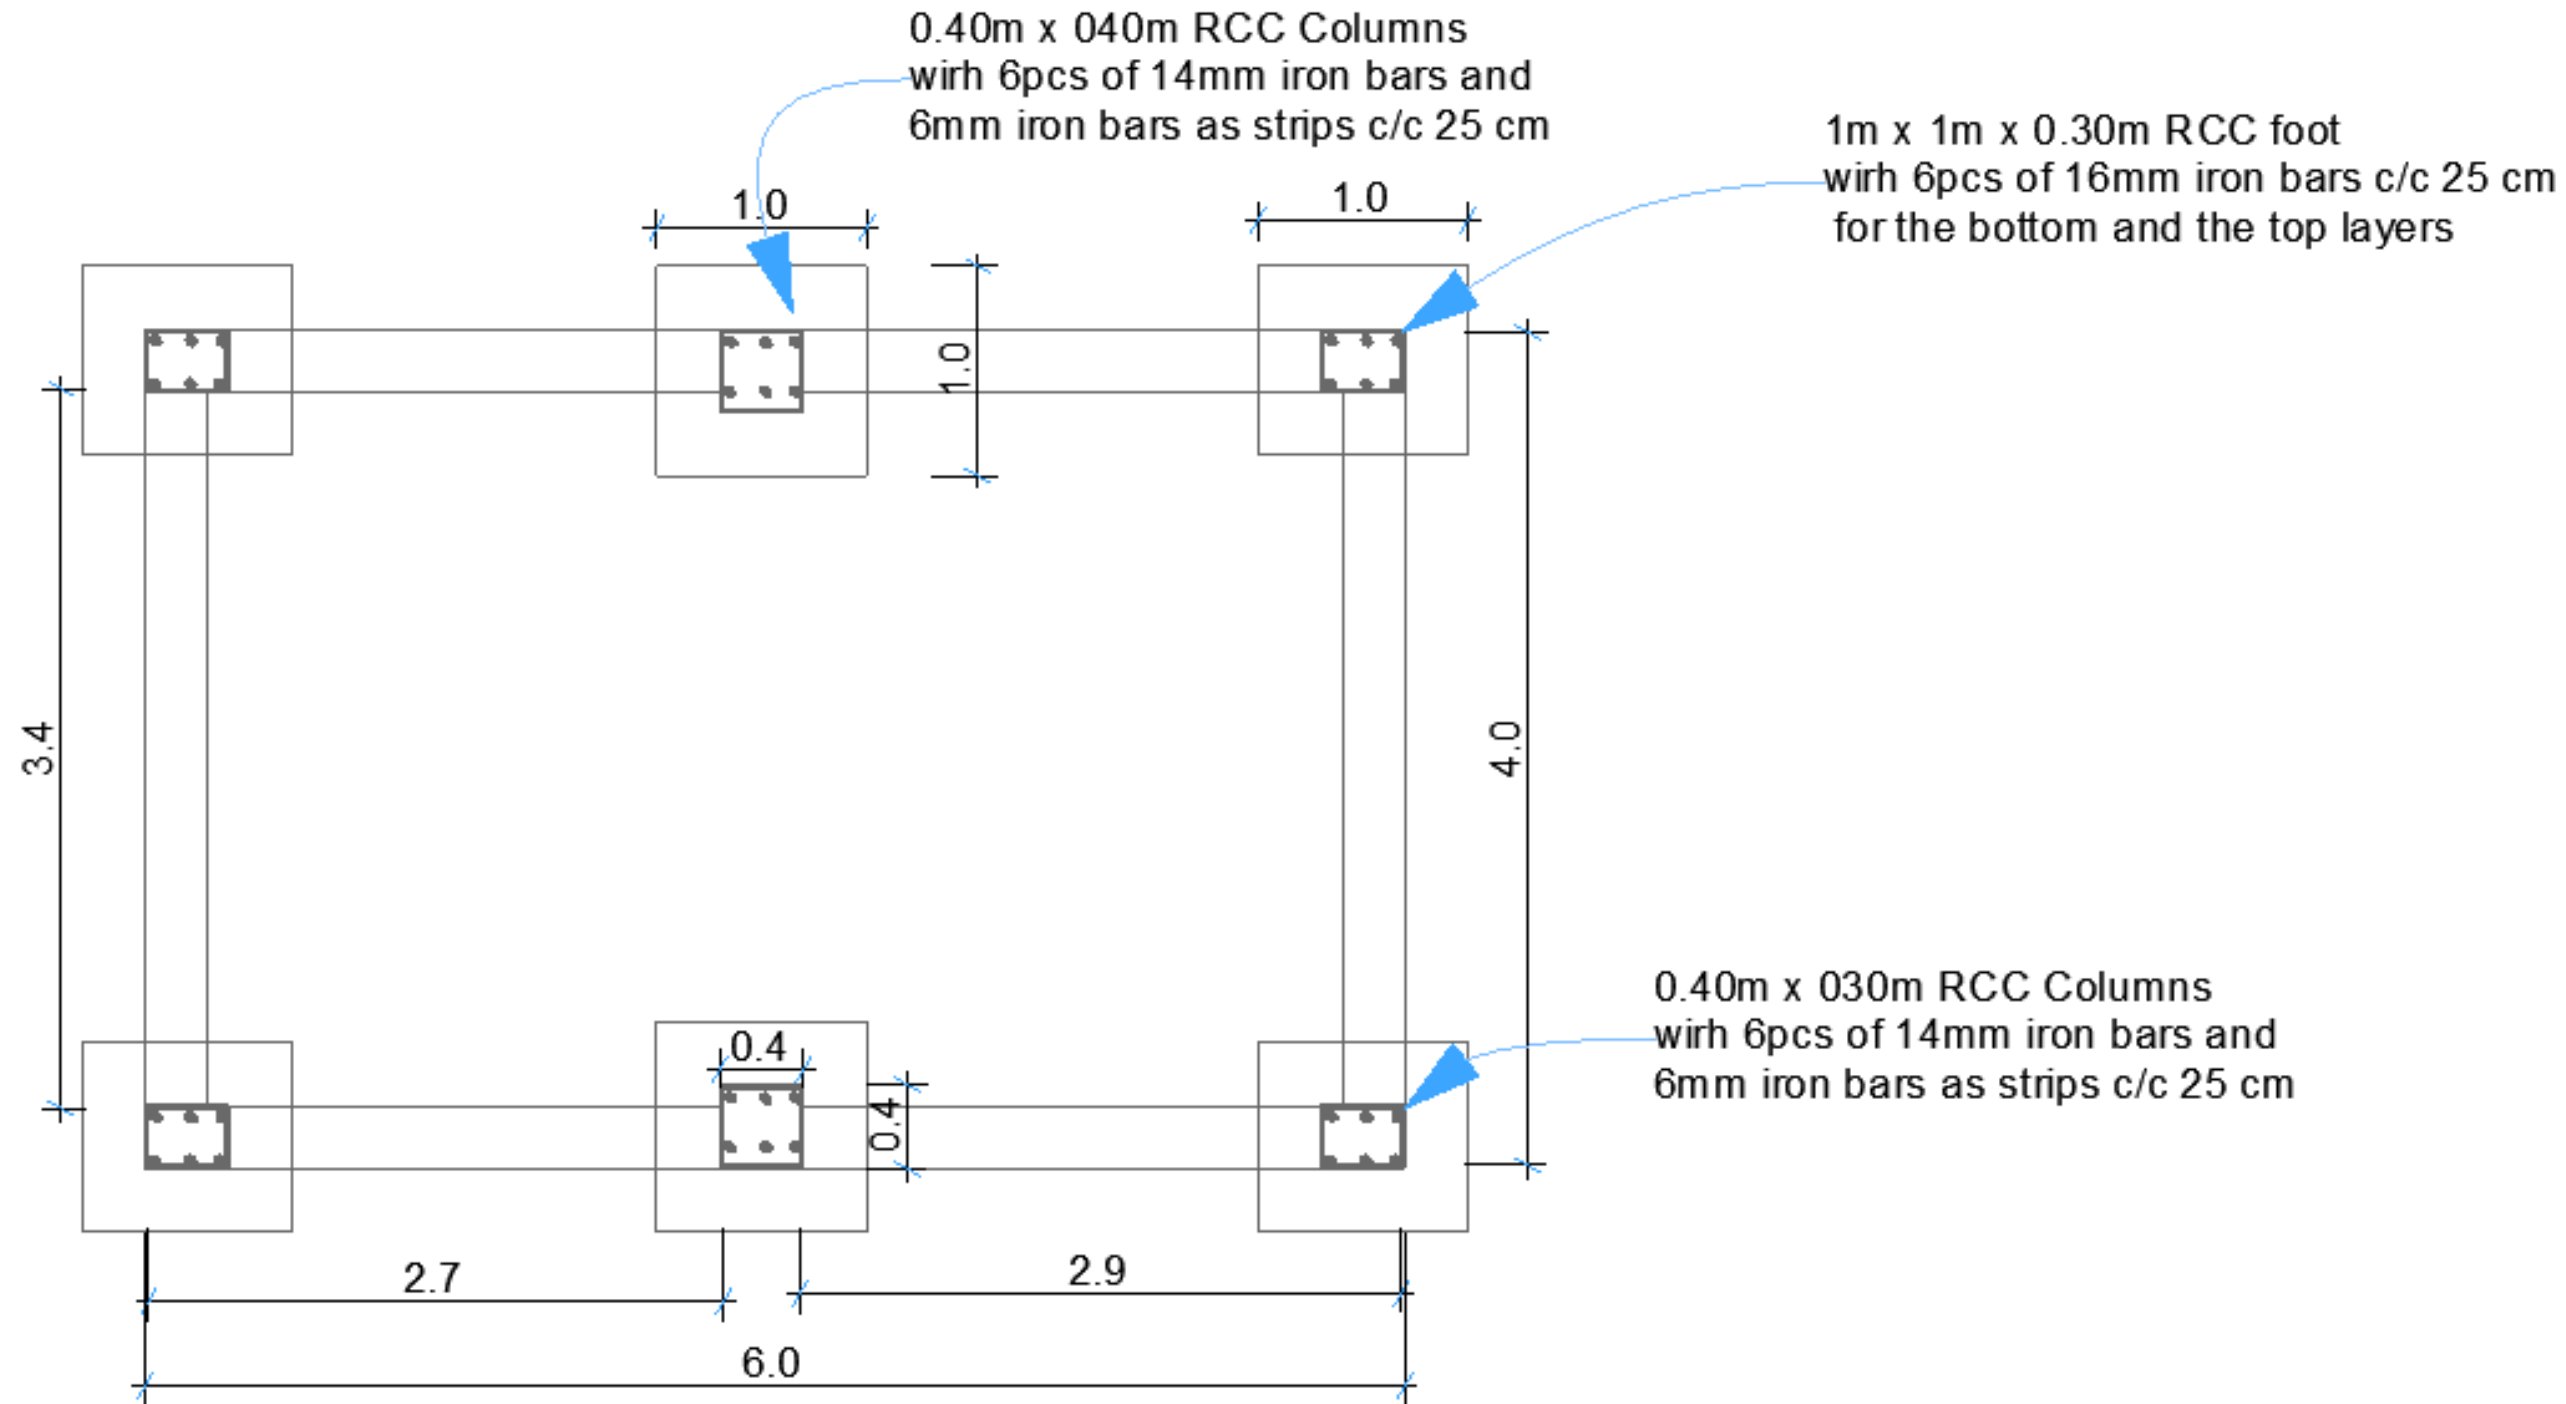 0.40m x 040m RCC Columns
wirh 6pcs of 14mm iron bars and
6mm iron bars as strips c/c 25 cm
1m x 1m x 0.30m RCC foot
wirh 6pcs of 16mm iron bars c/c 25 cm
for the bottom and the top layers
1.0
1.0
1.0
3.4
4.0
0.40m x 030m RCC Columns
wirh 6pcs of 14mm iron bars and
6mm iron bars as strips c/c 25 cm
0.4
0.4
2.7
2.9
6.0